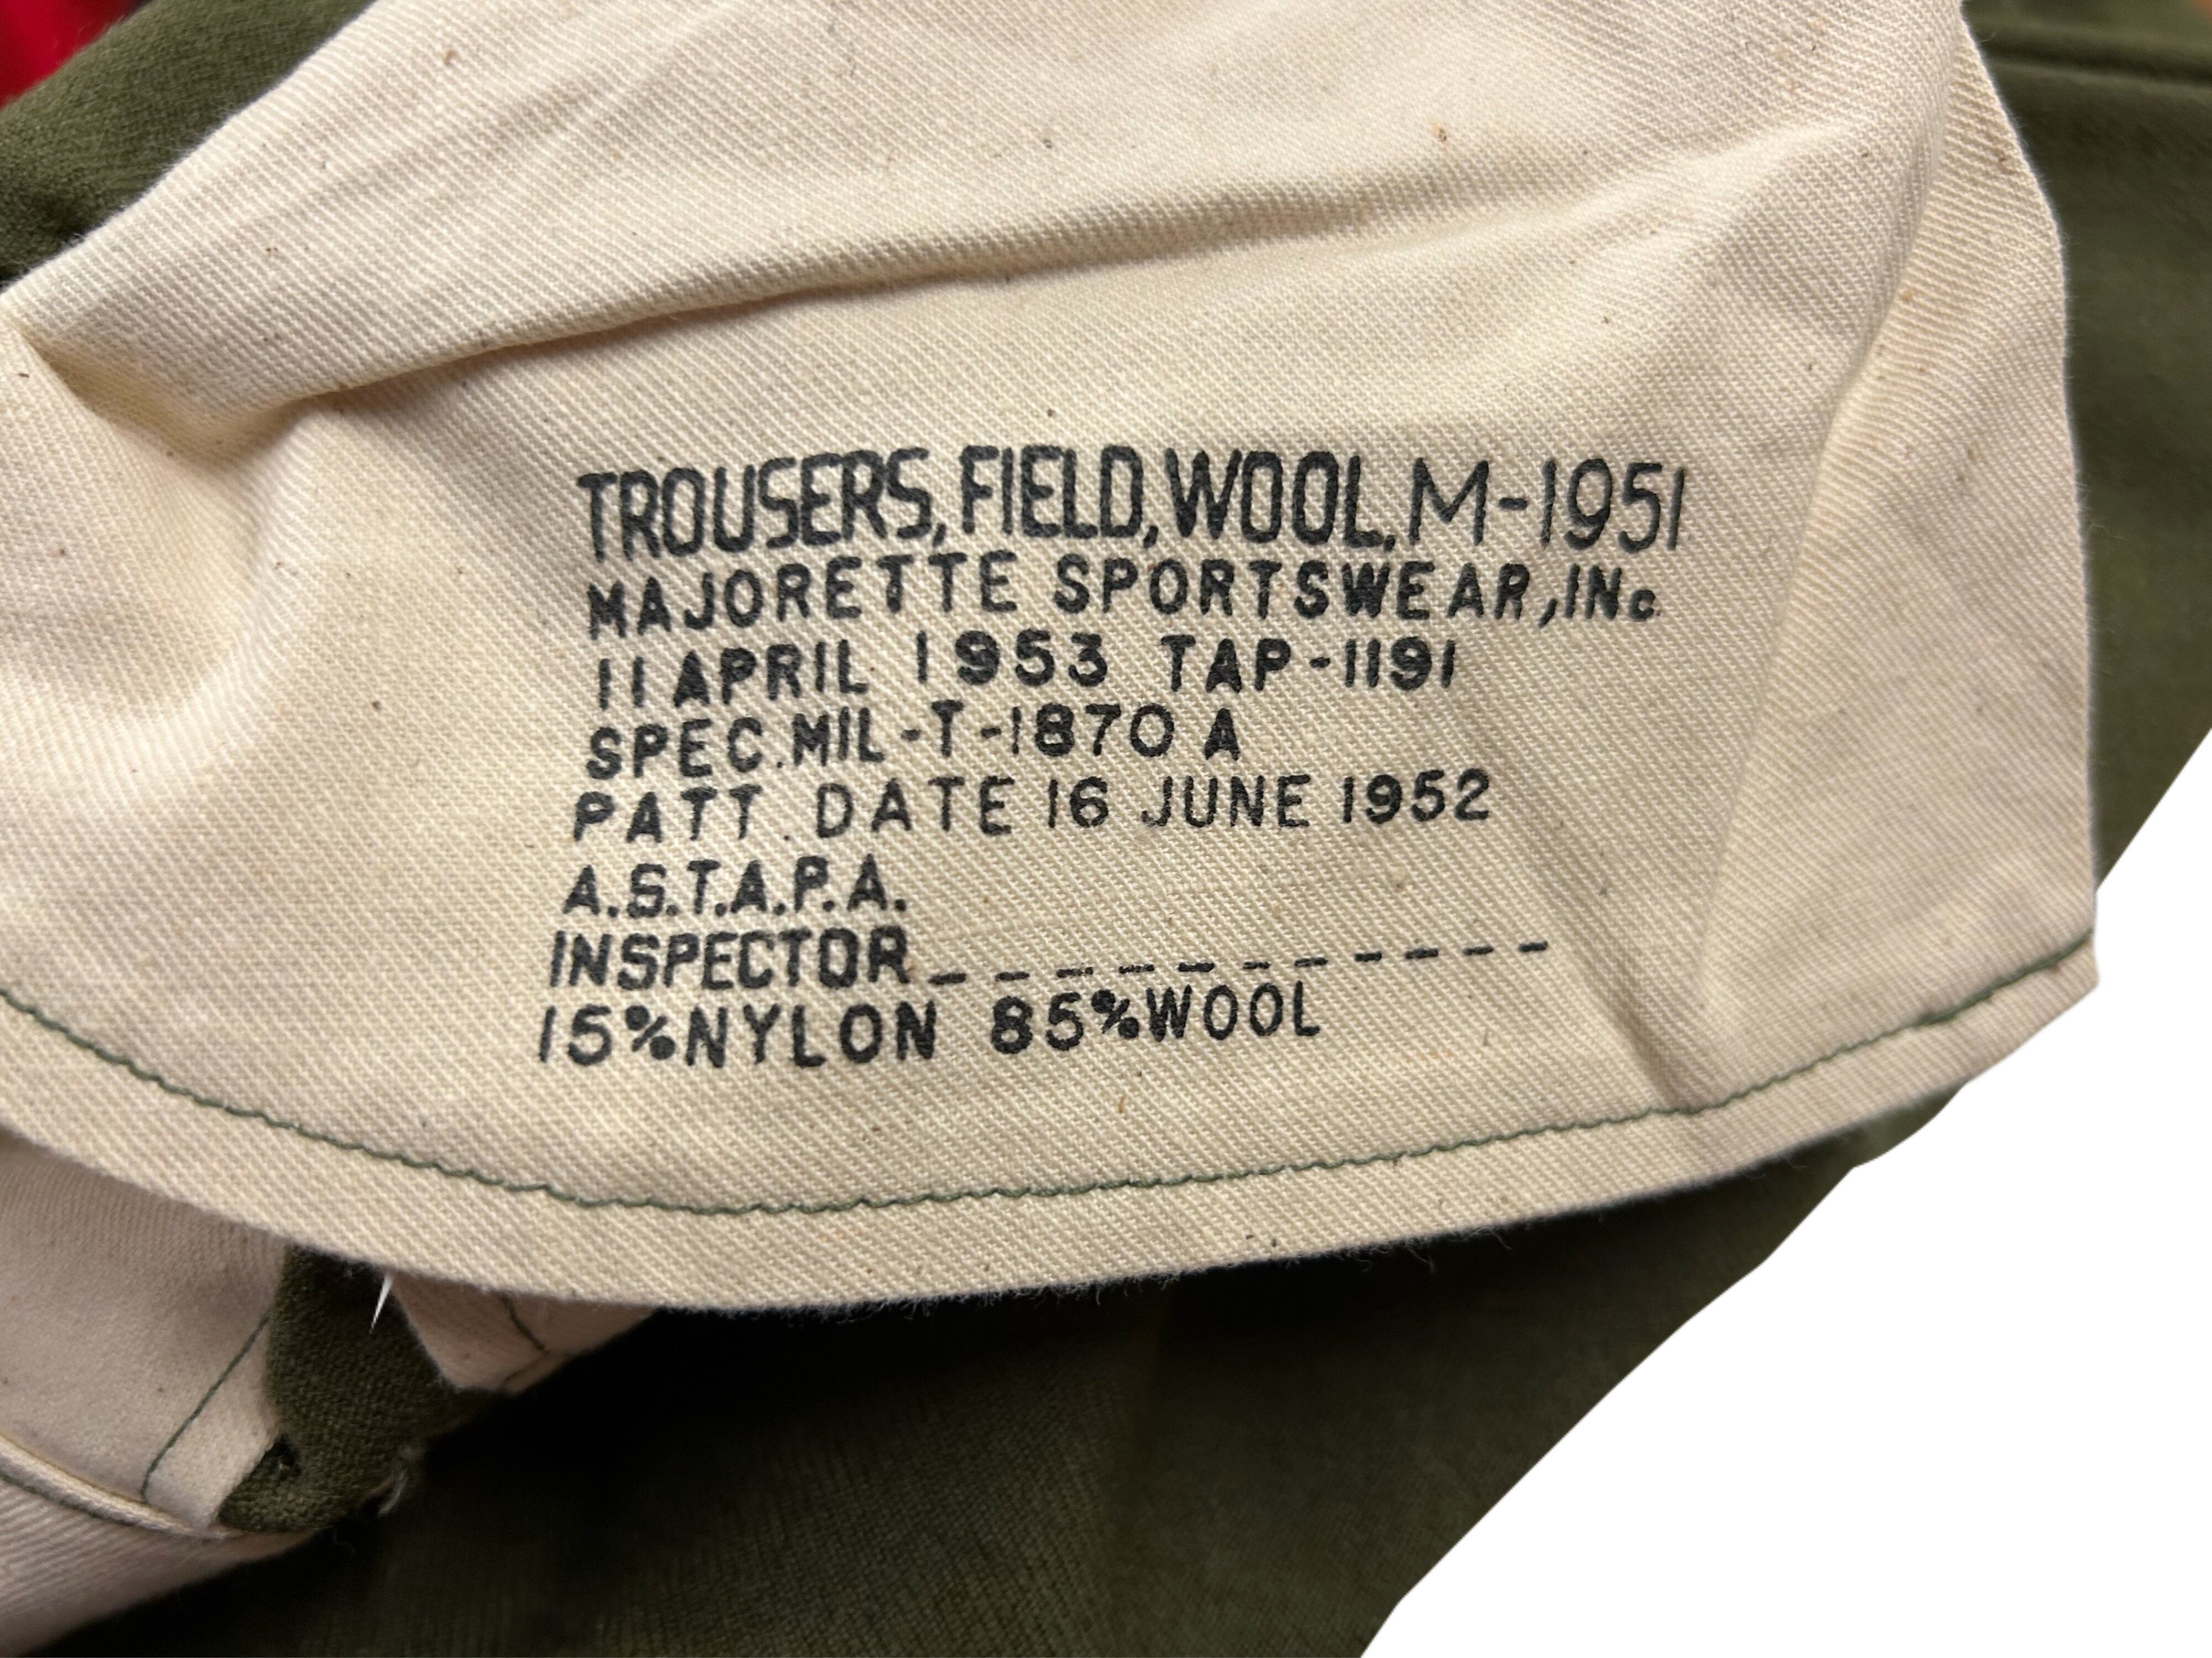 TROUSERS, FIELD, WOOL, M-1951
MAJORETTE SPORTSWEAR, INc.
11 APRIL 1953 TAP-1191
SPEC. MIL-T-1870 A
PATT. DATE 16 JUNE 1952
A.S.T.A.P.A.
INSPECTOR_ _ _ _ _ _ _ _ _ _ _
15% NYLON 85% WOOL